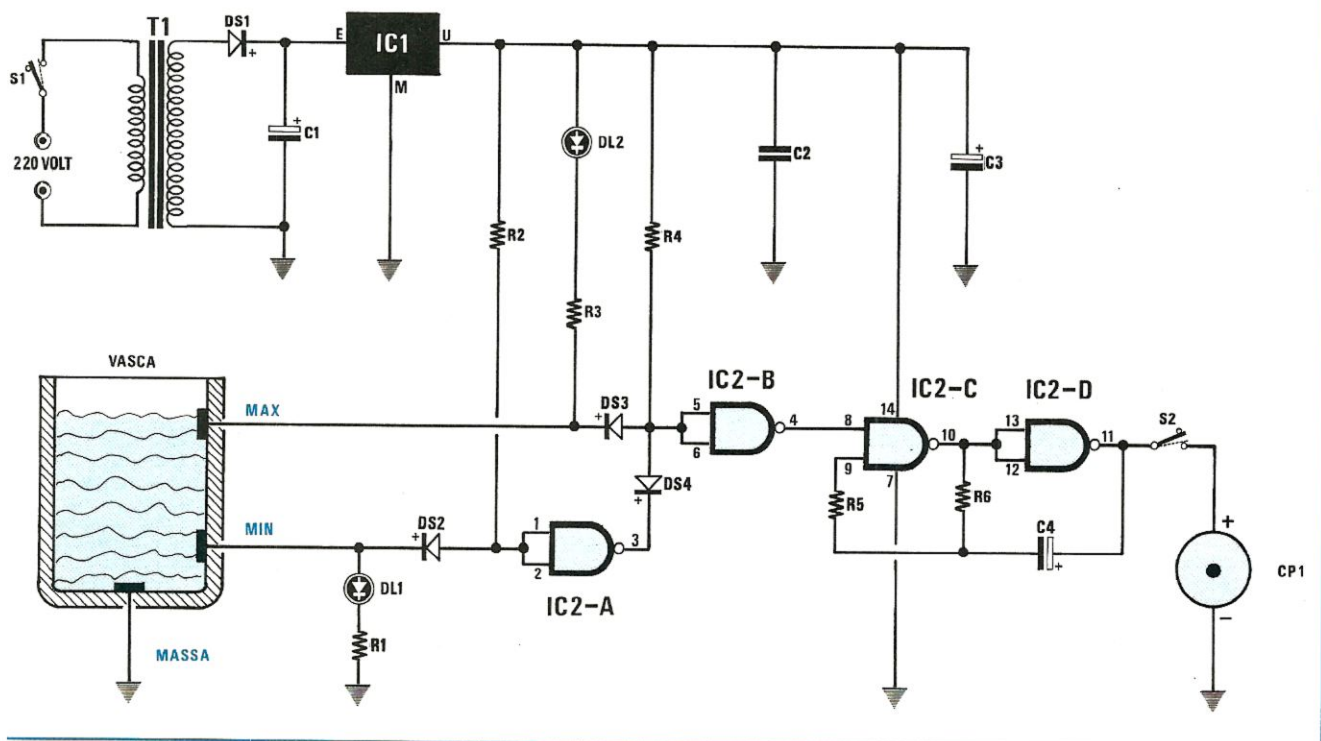 T1
DS1
+
E
IC1
U
M
S1
220 VOLT
+
C1
DL2
C2
+
C3
R2
R4
R3
VASCA
MAX
+
DS3
IC2-B
5
6
4
IC2-C
14
8
9
10
7
IC2-D
13
12
11
S2
DS4
+
R5
R6
C4
+
MIN
DS2
+
1
2
3
IC2-A
DL1
R1
MASSA
+
CP1
−